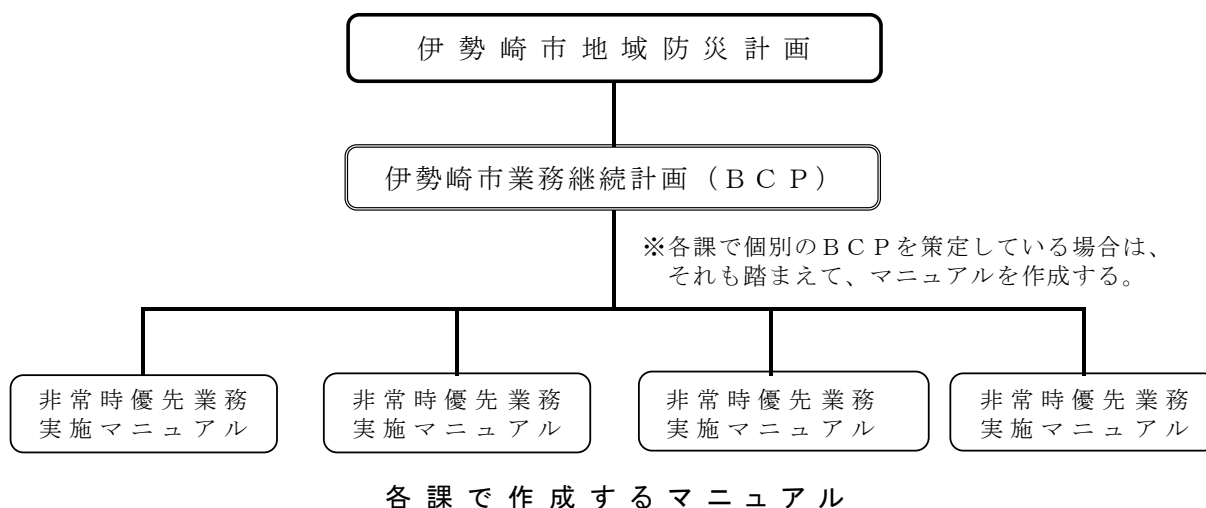 伊勢崎市地域防災計画
伊勢崎市業務継続計画（ＢＣＰ）
※各課で個別のＢＣＰを策定している場合は、
それも踏まえて、マニュアルを作成する。
非常時優先業務
実施マニュアル
非常時優先業務
実施マニュアル
非常時優先業務
実施マニュアル
非常時優先業務
実施マニュアル
各課で作成するマニュアル